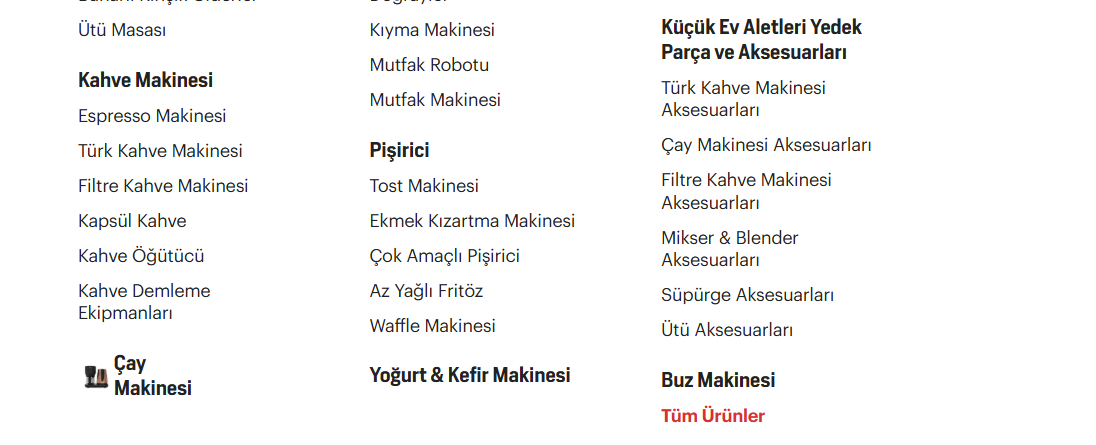 Ütü Masası
Kahve Makinesi
Espresso Makinesi
Türk Kahve Makinesi
Filtre Kahve Makinesi
Kapsül Kahve
Kahve Öğütücü
Kahve Demleme
Ekipmanları
Çay
Makinesi
Kıyma Makinesi
Mutfak Robotu
Mutfak Makinesi
Pişirici
Tost Makinesi
Ekmek Kızartma Makinesi
Çok Amaçlı Pişirici
Az Yağlı Fritöz
Waffle Makinesi
Yoğurt & Kefir Makinesi
Küçük Ev Aletleri Yedek
Parça ve Aksesuarları
Türk Kahve Makinesi
Aksesuarları
Çay Makinesi Aksesuarları
Filtre Kahve Makinesi
Aksesuarları
Mikser & Blender
Aksesuarları
Süpürge Aksesuarları
Ütü Aksesuarları
Buz Makinesi
Tüm Ürünler